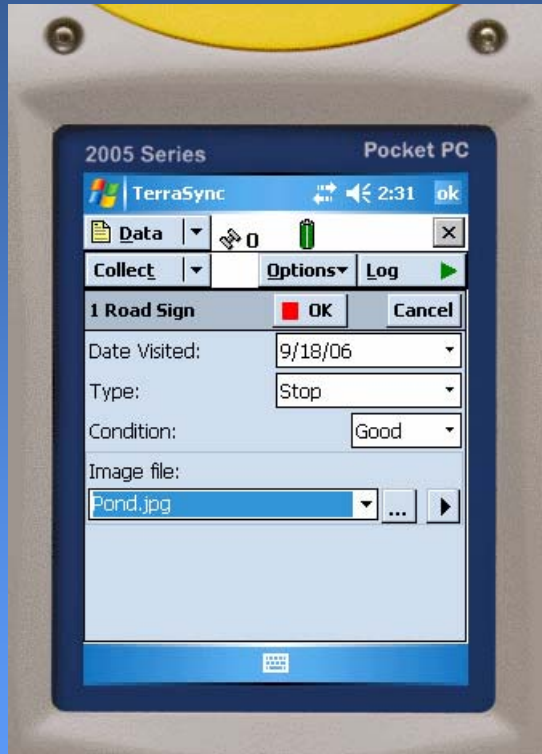 2005 Series Pocket PC
TerraSync 2:31 ok
Data 0
Collect Options Log
1 Road Sign OK Cancel
Date Visited: 9/18/06
Type: Stop
Condition: Good
Image file:
Pond.jpg ...